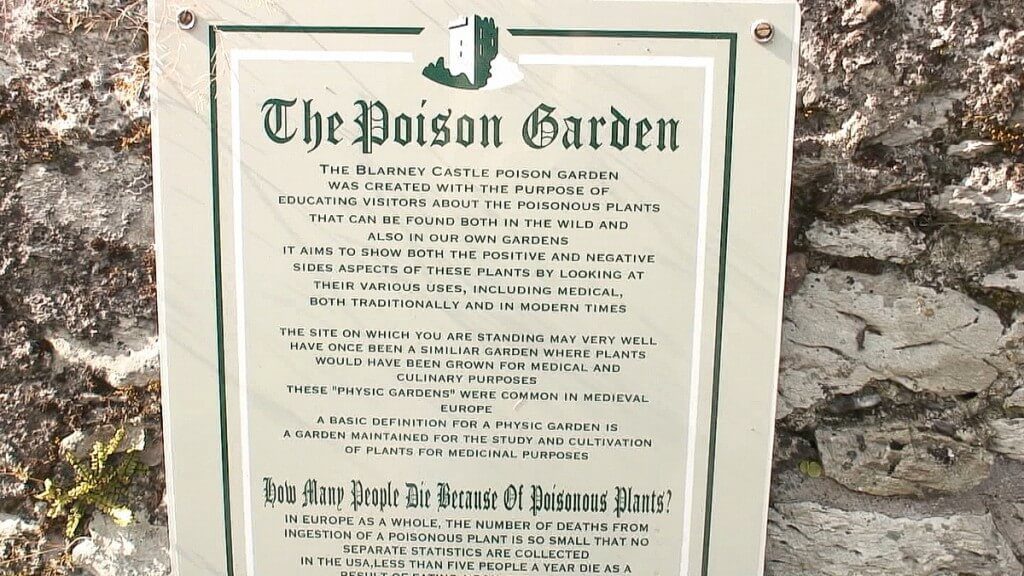 The Poison Garden
THE BLARNEY CASTLE POISON GARDEN
WAS CREATED WITH THE PURPOSE OF
EDUCATING VISITORS ABOUT THE POISONOUS PLANTS
THAT CAN BE FOUND BOTH IN THE WILD AND
ALSO IN OUR OWN GARDENS
IT AIMS TO SHOW BOTH THE POSITIVE AND NEGATIVE
SIDES ASPECTS OF THESE PLANTS BY LOOKING AT
THEIR VARIOUS USES, INCLUDING MEDICAL,
BOTH TRADITIONALLY AND IN MODERN TIMES
THE SITE ON WHICH YOU ARE STANDING MAY VERY WELL
HAVE ONCE BEEN A SIMILIAR GARDEN WHERE PLANTS
WOULD HAVE BEEN GROWN FOR MEDICAL AND
CULINARY PURPOSES
THESE "PHYSIC GARDENS" WERE COMMON IN MEDIEVAL
EUROPE
A BASIC DEFINITION FOR A PHYSIC GARDEN IS
A GARDEN MAINTAINED FOR THE STUDY AND CULTIVATION
OF PLANTS FOR MEDICINAL PURPOSES
How Many People Die Because Of Poisonous Plants?
IN EUROPE AS A WHOLE, THE NUMBER OF DEATHS FROM
INGESTION OF A POISONOUS PLANT IS SO SMALL THAT NO
SEPARATE STATISTICS ARE COLLECTED
IN THE USA,LESS THAN FIVE PEOPLE A YEAR DIE AS A
RESULT OF EATING